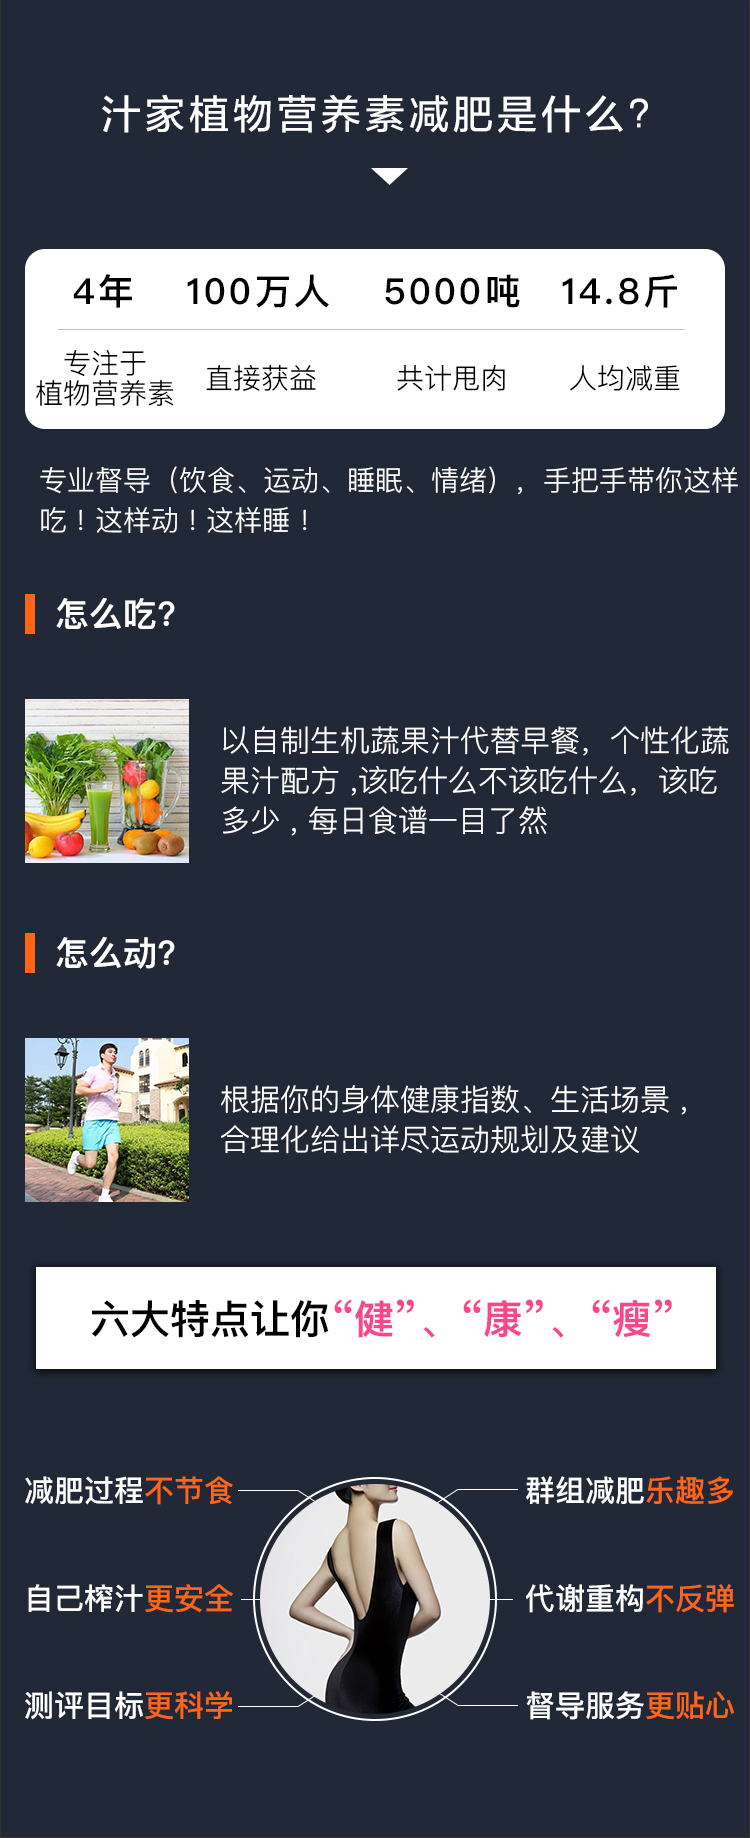 汁家植物营养素减肥是什么?
4年 100万人 5000吨 14.8斤
专注于
植物营养素 直接获益 共计甩肉 人均减重
专业督导（饮食、运动、睡眠、情绪），手把手带你这样
吃！这样动！这样睡！
怎么吃?
以自制生机蔬果汁代替早餐，个性化蔬
果汁配方 ,该吃什么不该吃什么，该吃
多少，每日食谱一目了然
怎么动?
根据你的身体健康指数、生活场景，
合理化给出详尽运动规划及建议
六大特点让你“健”、“康”、“瘦”
减肥过程不节食 群组减肥乐趣多
自己榨汁更安全 代谢重构不反弹
测评目标更科学 督导服务更贴心